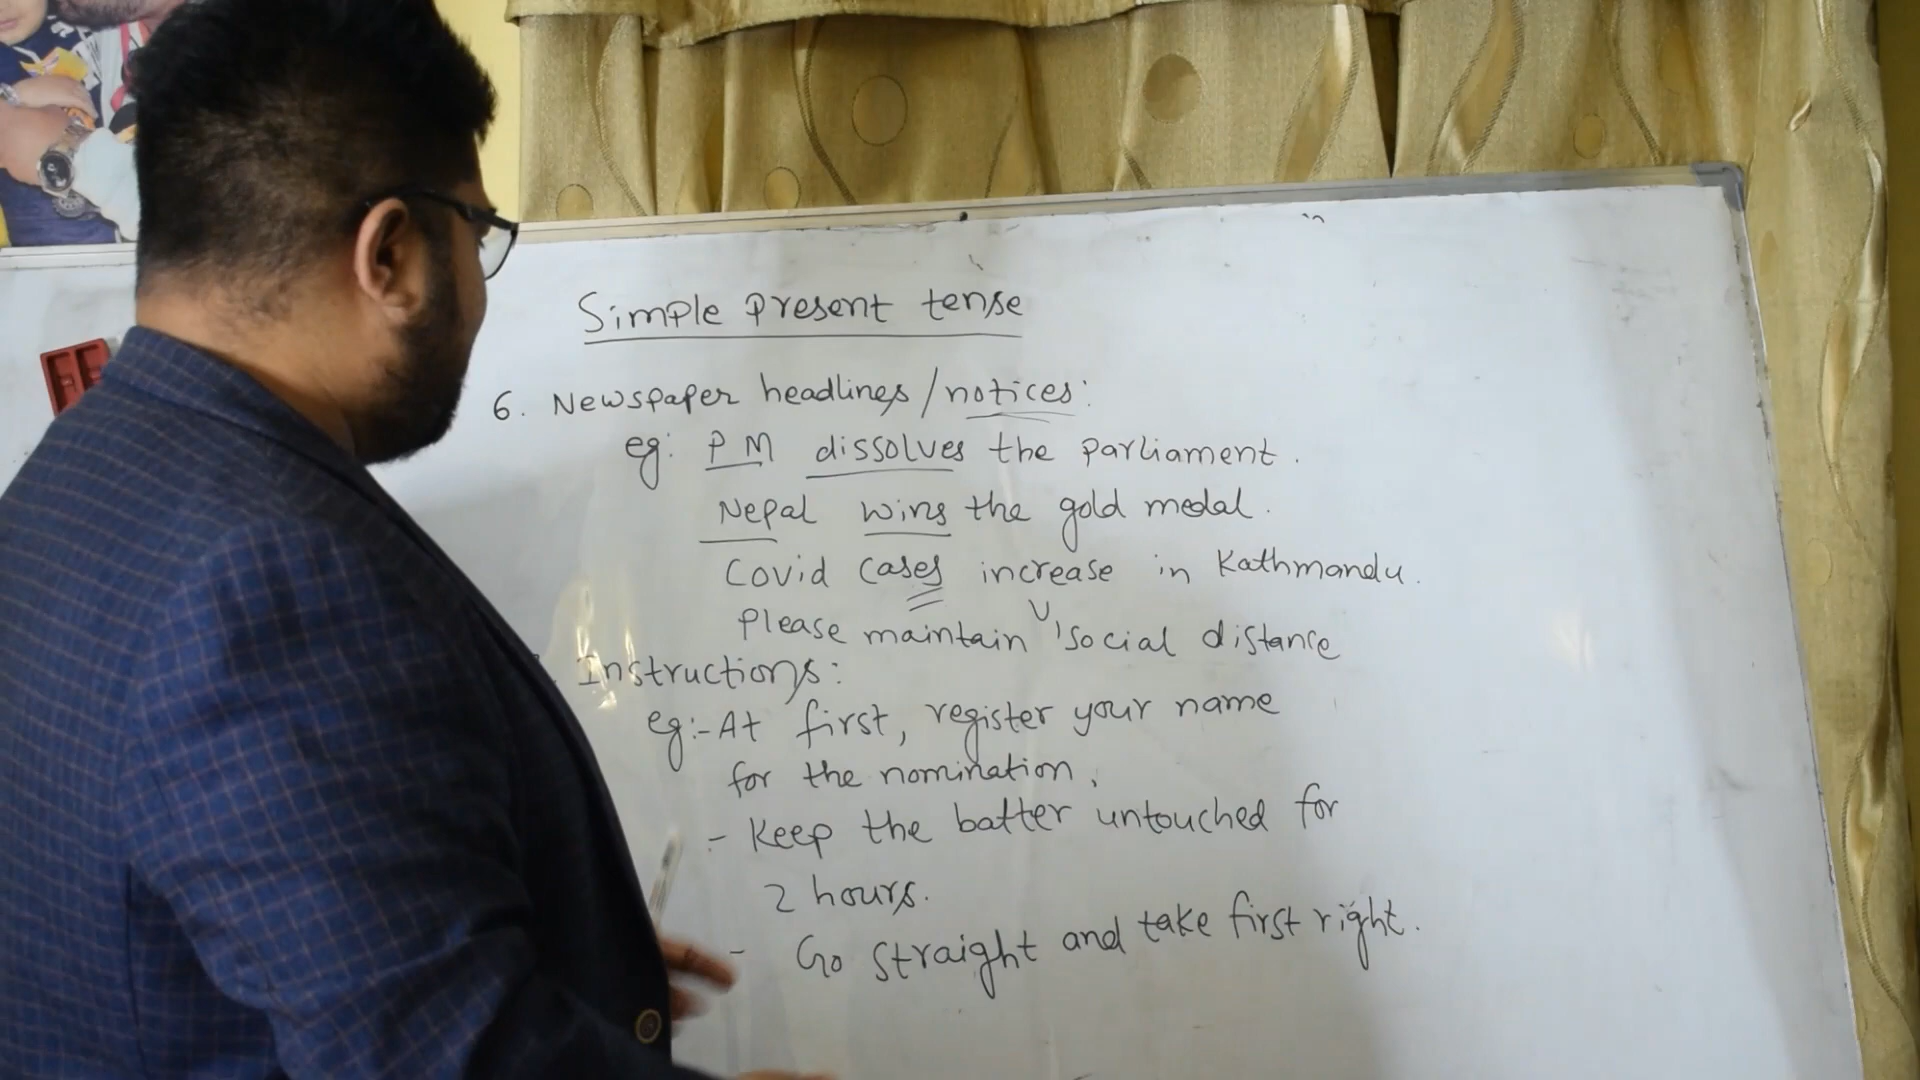 Simple present tense
6. Newspaper headlines/notices:
eg: PM dissolves the parliament.
Nepal wins the gold medal.
Covid cases increase in Kathmandu.
Please maintain social distance
Instructions:
eg:- At first, register your name
for the nomination.
- Keep the batter untouched for
2 hours.
- Go straight and take first right.